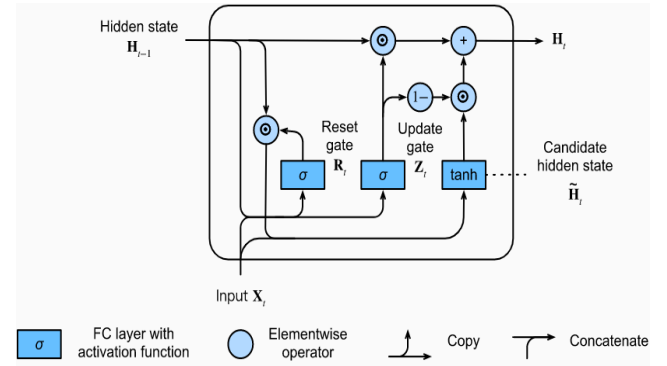 Hidden state
H_{t−1}
H_t
+
1−
Reset
gate
R_t
Update
gate
Z_t
σ
σ
tanh
Candidate
hidden state
H̃_t
Input X_t
σ
FC layer with
activation function
Elementwise
operator
Copy
Concatenate